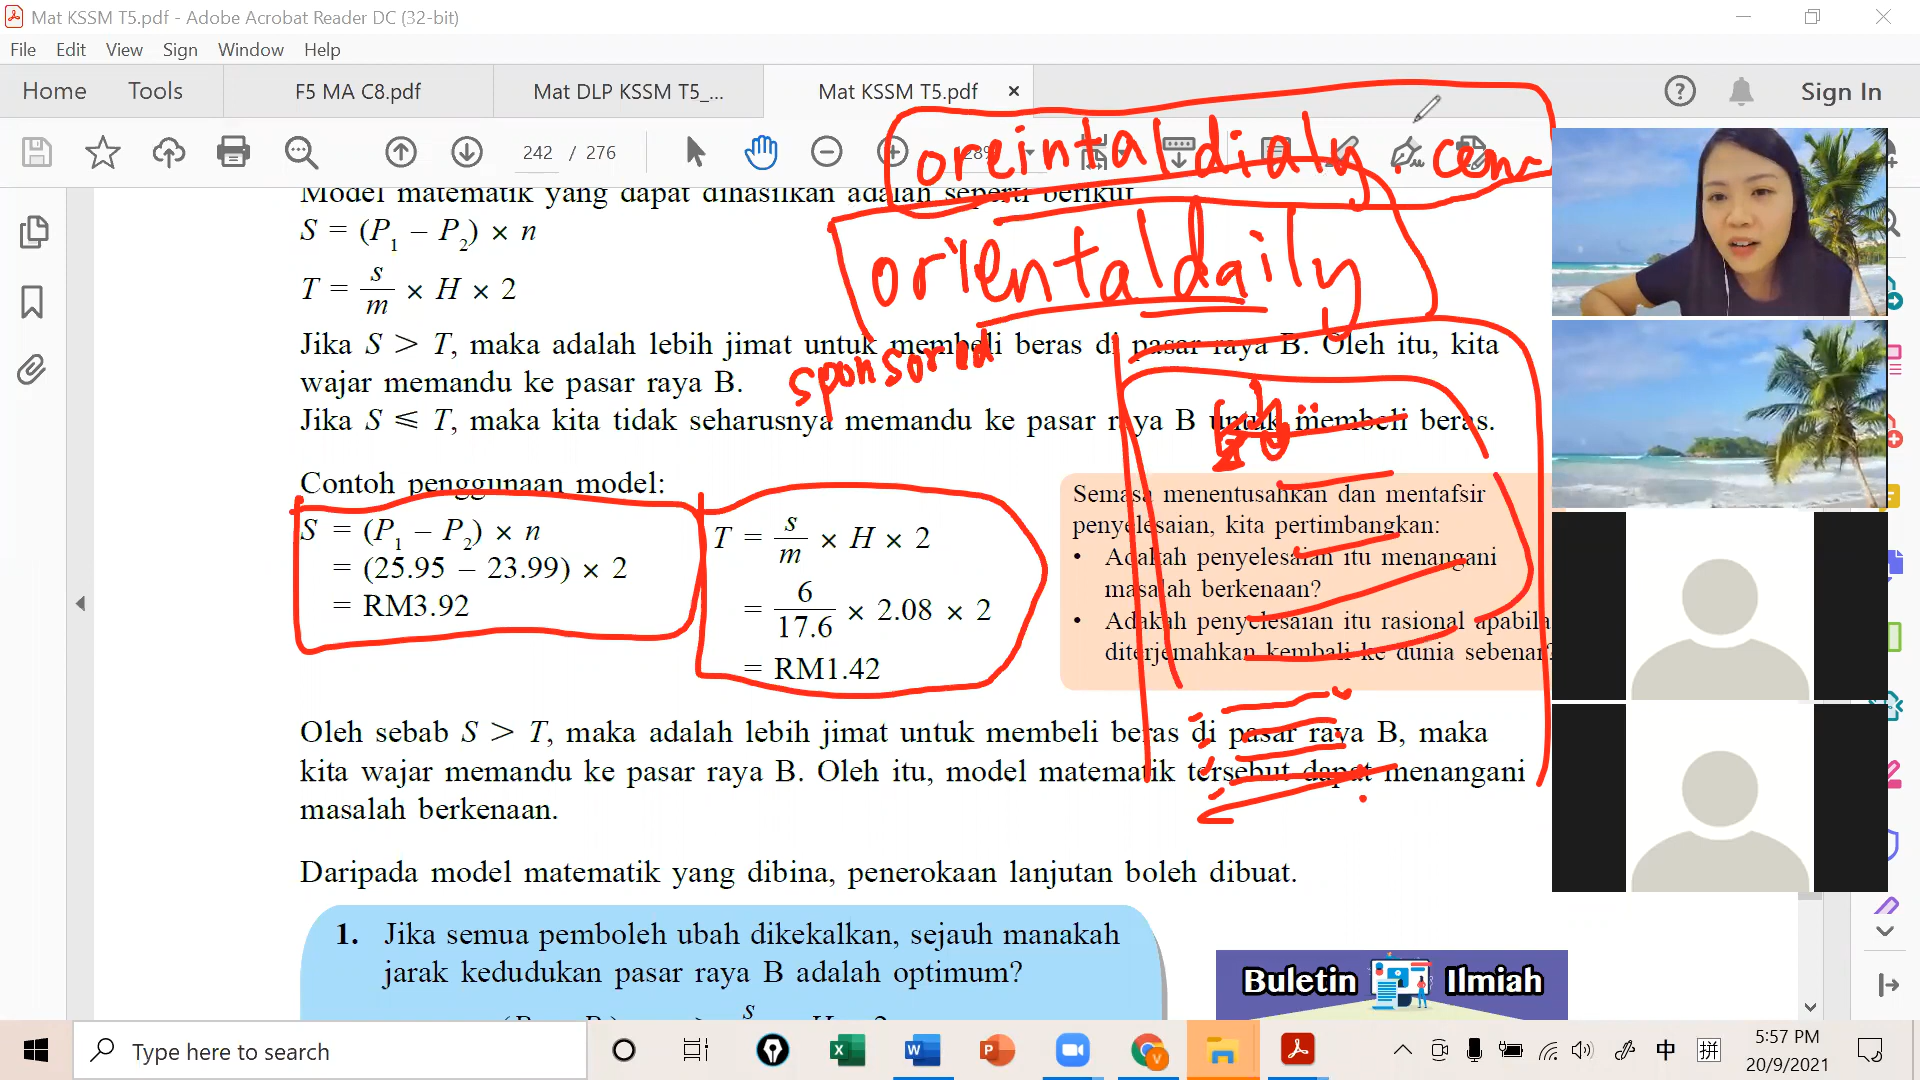 Mat KSSM T5.pdf - Adobe Acrobat Reader DC (32-bit)
File Edit View Sign Window Help
Home Tools F5 MA C8.pdf Mat DLP KSSM T5_... Mat KSSM T5.pdf Sign In
242 / 276
oreintaldialy.
Model matematik yang dapat dihasilkan adalah seperti berikut
S = (P₁ − P₂) × n
orientaldaily
T = s/m × H × 2
Jika S > T, maka adalah lebih jimat untuk membeli beras di pasar raya B. Oleh itu, kita
wajar memandu ke pasar raya B.
sponsored
Jika S ⩽ T, maka kita tidak seharusnya memandu ke pasar raya B untuk membeli beras.
Contoh penggunaan model:
S = (P₁ − P₂) × n
= (25.95 − 23.99) × 2
= RM3.92
T = s/m × H × 2
= 6/17.6 × 2.08 × 2
= RM1.42
Semasa menentusahkan dan mentafsir
penyelesaian, kita pertimbangkan:
• Adakah penyelesaian itu menangani
masalah berkenaan?
• Adakah penyelesaian itu rasional apabila
diterjemahkan kembali ke dunia sebenar?
Oleh sebab S > T, maka adalah lebih jimat untuk membeli beras di pasar raya B, maka
kita wajar memandu ke pasar raya B. Oleh itu, model matematik tersebut dapat menangani
masalah berkenaan.
Daripada model matematik yang dibina, penerokaan lanjutan boleh dibuat.
1. Jika semua pemboleh ubah dikekalkan, sejauh manakah
jarak kedudukan pasar raya B adalah optimum?
Buletin Ilmiah
Type here to search
中 拼
5:57 PM
20/9/2021